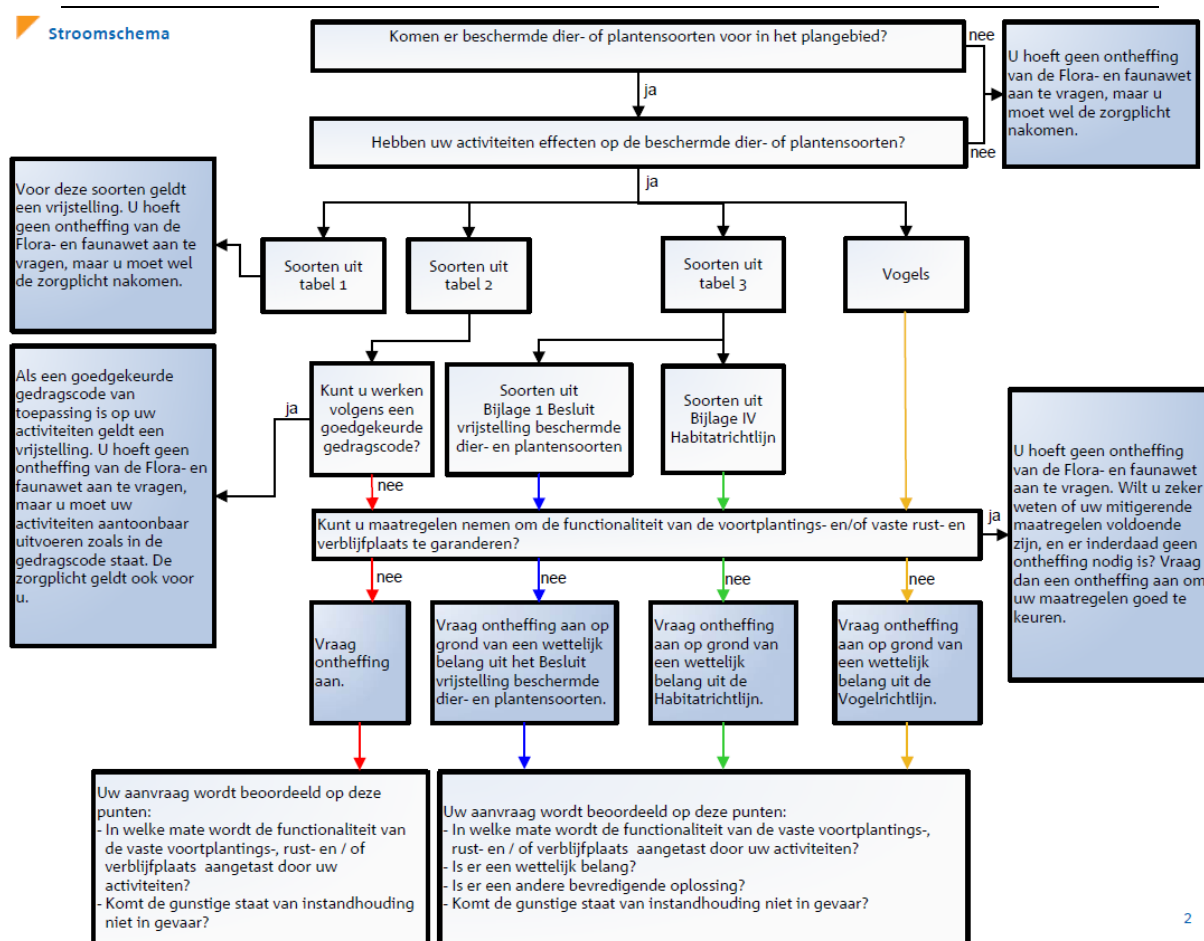 Stroomschema
Komen er beschermde dier- of plantensoorten voor in het plangebied?
nee
U hoeft geen ontheffing
van de Flora- en faunawet
aan te vragen, maar u
moet wel de zorgplicht
nakomen.
ja
Hebben uw activiteiten effecten op de beschermde dier- of plantensoorten?
nee
ja
Voor deze soorten geldt
een vrijstelling. U hoeft
geen ontheffing van de
Flora- en faunawet aan te
vragen, maar u moet wel
de zorgplicht nakomen.
Soorten uit
tabel 1
Soorten uit
tabel 2
Soorten uit
tabel 3
Vogels
Als een goedgekeurde
gedragscode van
toepassing is op uw
activiteiten geldt een
vrijstelling. U hoeft geen
ontheffing van de Flora- en
faunawet aan te vragen,
maar u moet uw
activiteiten aantoonbaar
uitvoeren zoals in de
gedragscode staat. De
zorgplicht geldt ook voor
u.
ja
Kunt u werken
volgens een
goedgekeurde
gedragscode?
Soorten uit
Bijlage 1 Besluit
vrijstelling beschermde
dier- en plantensoorten
Soorten uit
Bijlage IV
Habitatrichtlijn
nee
Kunt u maatregelen nemen om de functionaliteit van de voortplantings- en/of vaste rust- en
verblijfplaats te garanderen?
ja
U hoeft geen ontheffing
van de Flora- en faunawet
aan te vragen. Wilt u zeker
weten of uw mitigerende
maatregelen voldoende
zijn, en er inderdaad geen
ontheffing nodig is? Vraag
dan een ontheffing aan om
uw maatregelen goed te
keuren.
nee
nee
nee
nee
Vraag
ontheffing
aan.
Vraag ontheffing aan op
grond van een wettelijk
belang uit het Besluit
vrijstelling beschermde
dier- en plantensoorten.
Vraag ontheffing
aan op grond van
een wettelijk
belang uit de
Habitatrichtlijn.
Vraag ontheffing
aan op grond van
een wettelijk
belang uit de
Vogelrichtlijn.
Uw aanvraag wordt beoordeeld op deze
punten:
- In welke mate wordt de functionaliteit van
de vaste voortplantings-, rust- en / of
verblijfplaats aangetast door uw
activiteiten?
- Komt de gunstige staat van instandhouding
niet in gevaar?
Uw aanvraag wordt beoordeeld op deze punten:
- In welke mate wordt de functionaliteit van de vaste voortplantings-,
rust- en / of verblijfplaats aangetast door uw activiteiten?
- Is er een wettelijk belang?
- Is er een andere bevredigende oplossing?
- Komt de gunstige staat van instandhouding niet in gevaar?
2